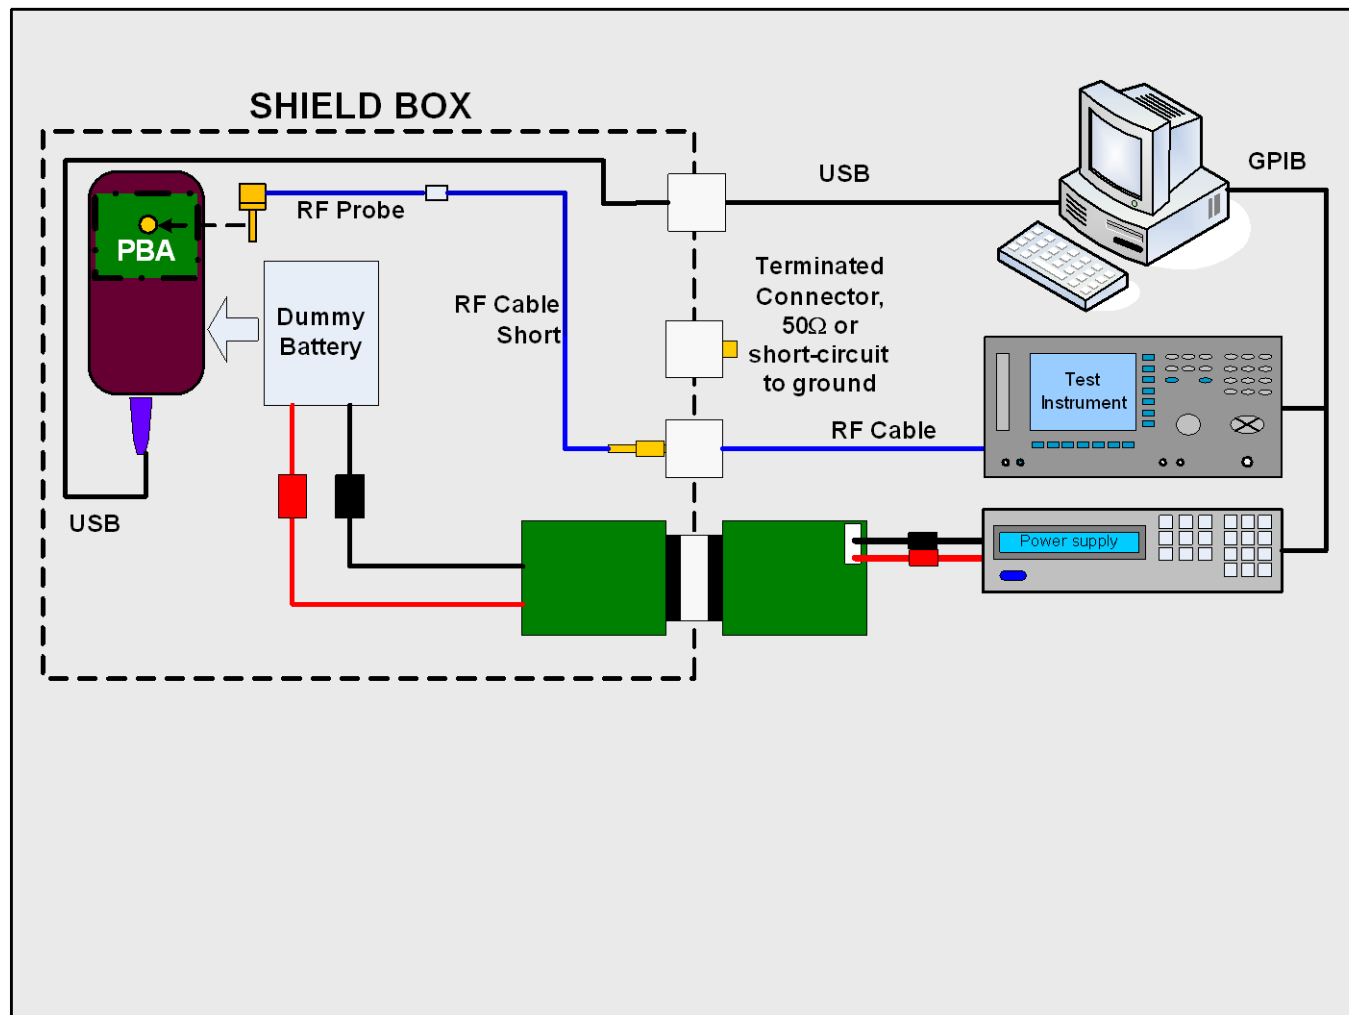 SHIELD BOX
USB
GPIB
RF Probe
PBA
Terminated
Connector,
50Ω or
short-circuit
to ground
RF Cable
Short
Dummy
Battery
Test
Instrument
RF Cable
USB
Power supply